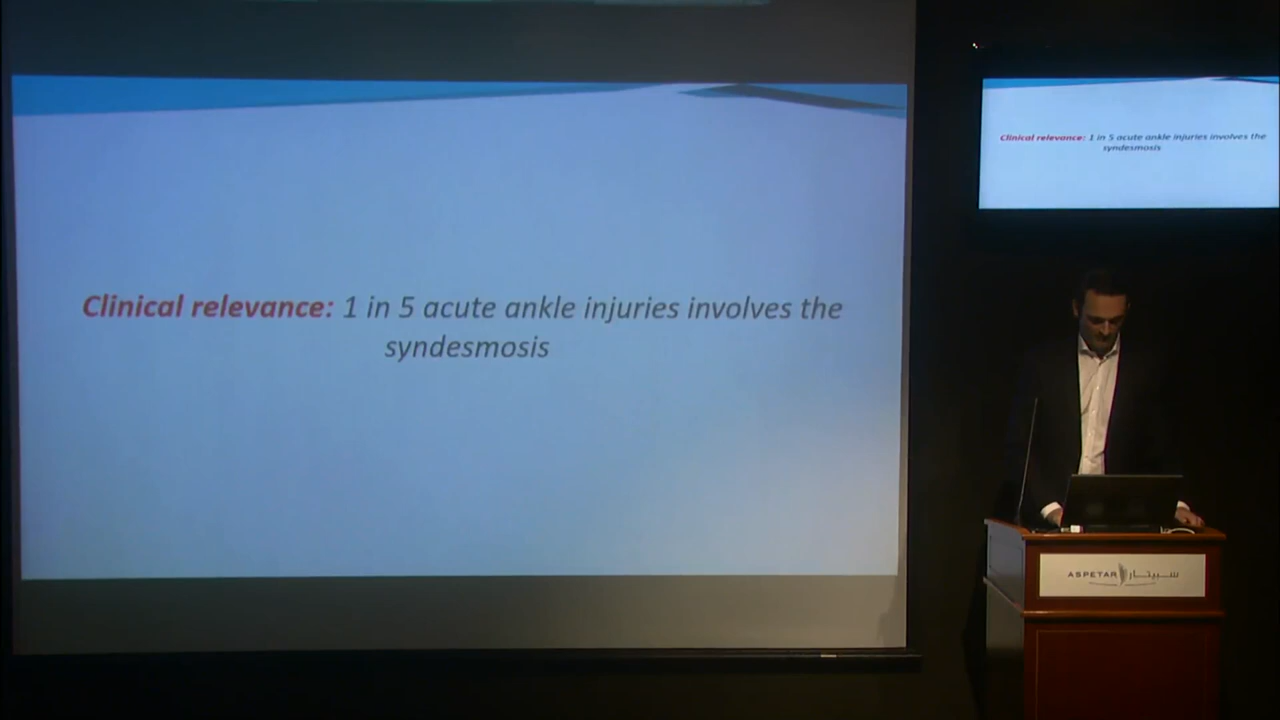 Clinical relevance: 1 in 5 acute ankle injuries involves the
syndesmosis
Clinical relevance: 1 in 5 acute ankle injuries involves the
syndesmosis
ASPETAR سبيتار